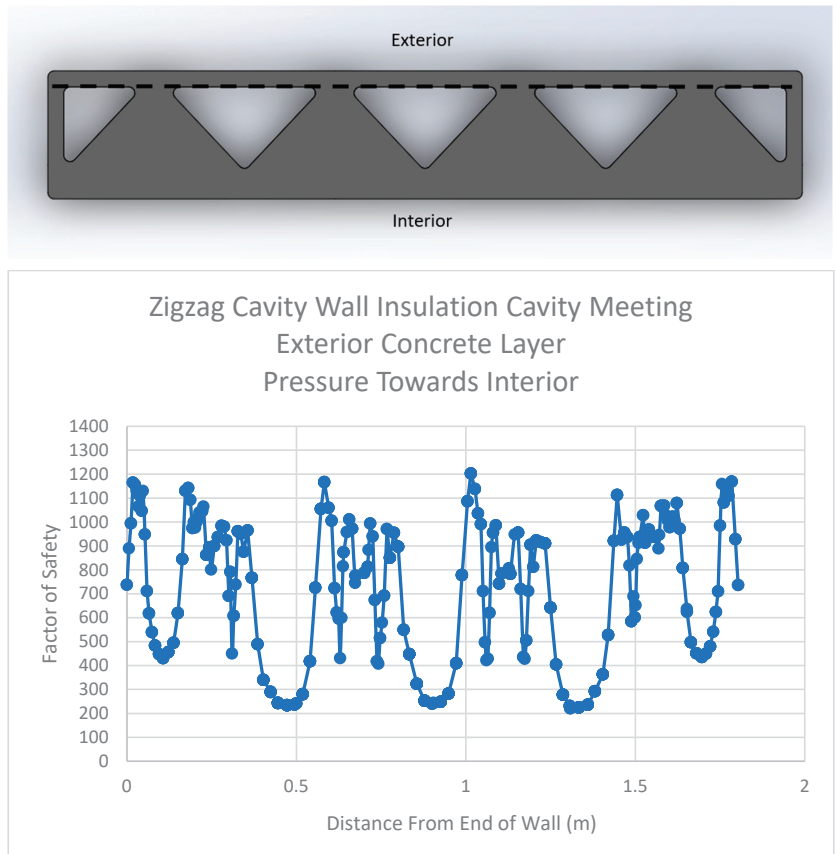 Exterior
Interior
Zigzag Cavity Wall Insulation Cavity Meeting
Exterior Concrete Layer
Pressure Towards Interior
1400
1300
1200
1100
1000
900
800
700
600
500
400
300
200
100
0
Factor of Safety
0 0.5 1 1.5 2
Distance From End of Wall (m)